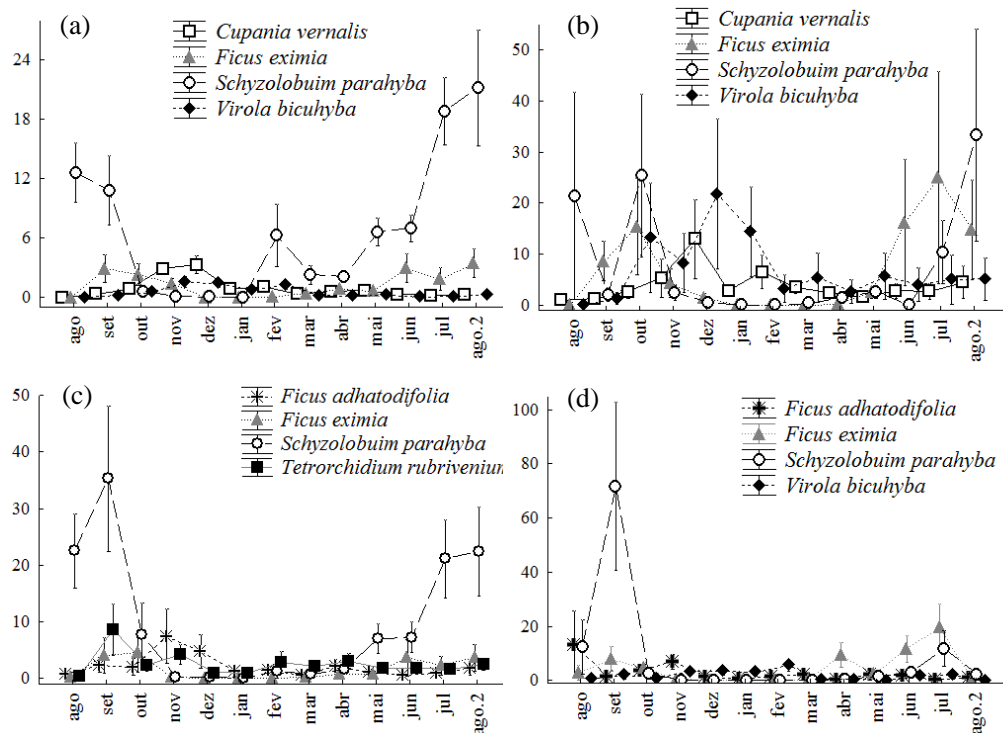 (a)
Cupania vernalis
Ficus eximia
Schyzolobuim parahyba
Virola bicuhyba
24
18
12
6
0
ago
set
out
nov
dez
jan
fev
mar
abr
mai
jun
jul
ago.2
(b)
Cupania vernalis
Ficus eximia
Schyzolobuim parahyba
Virola bicuhyba
50
40
30
20
10
0
ago
set
out
nov
dez
jan
fev
mar
abr
mai
jun
jul
ago.2
(c)
Ficus adhatodifolia
Ficus eximia
Schyzolobuim parahyba
Tetrorchidium rubrivenium
50
40
30
20
10
0
ago
set
out
nov
dez
jan
fev
mar
abr
mai
jun
jul
ago.2
(d)
Ficus adhatodifolia
Ficus eximia
Schyzolobuim parahyba
Virola bicuhyba
100
80
60
40
20
0
ago
set
out
nov
dez
jan
fev
mar
abr
mai
jun
jul
ago.2